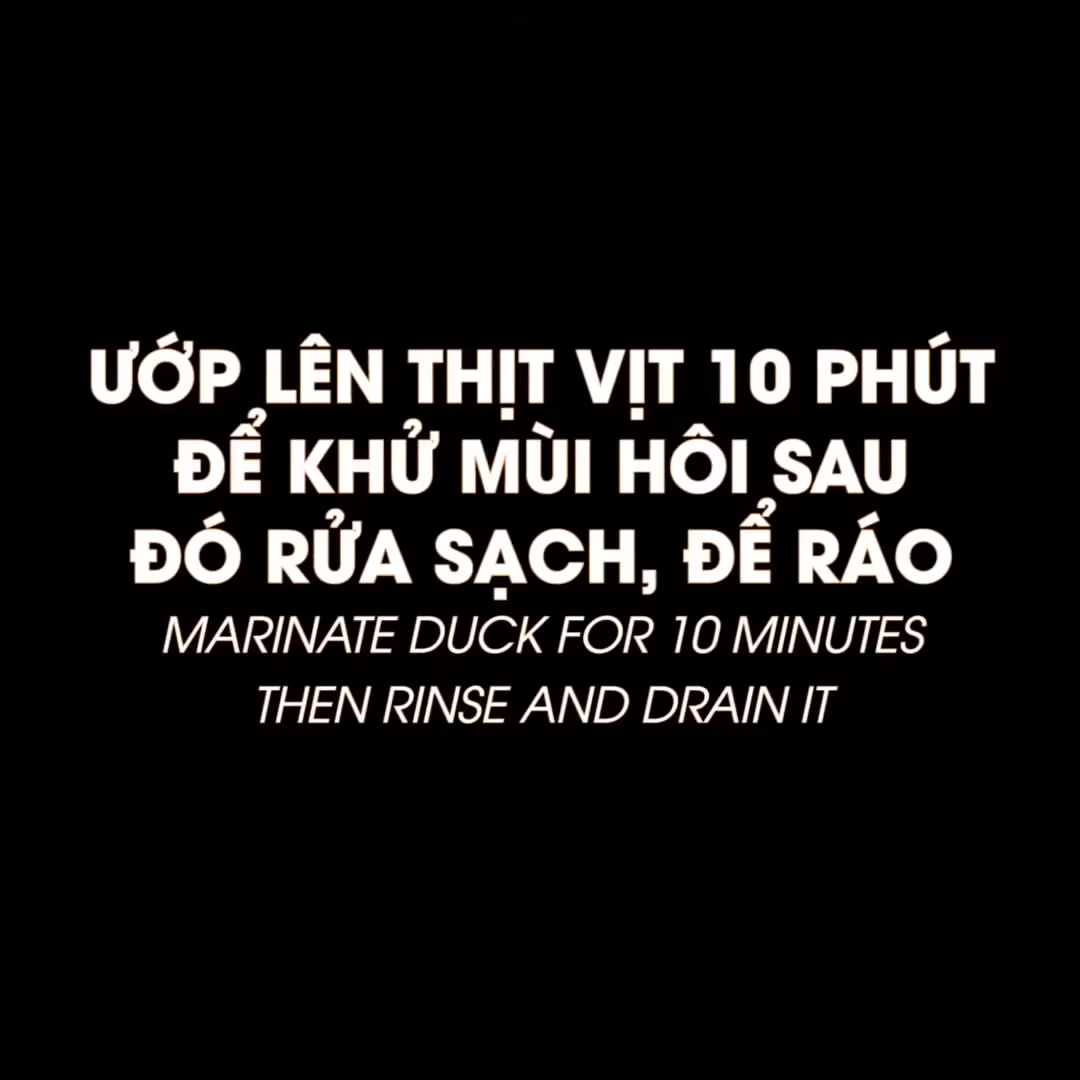 ƯỚP LÊN THỊT VỊT 10 PHÚT
ĐỂ KHỬ MÙI HÔI SAU
ĐÓ RỬA SẠCH, ĐỂ RÁO
MARINATE DUCK FOR 10 MINUTES
THEN RINSE AND DRAIN IT